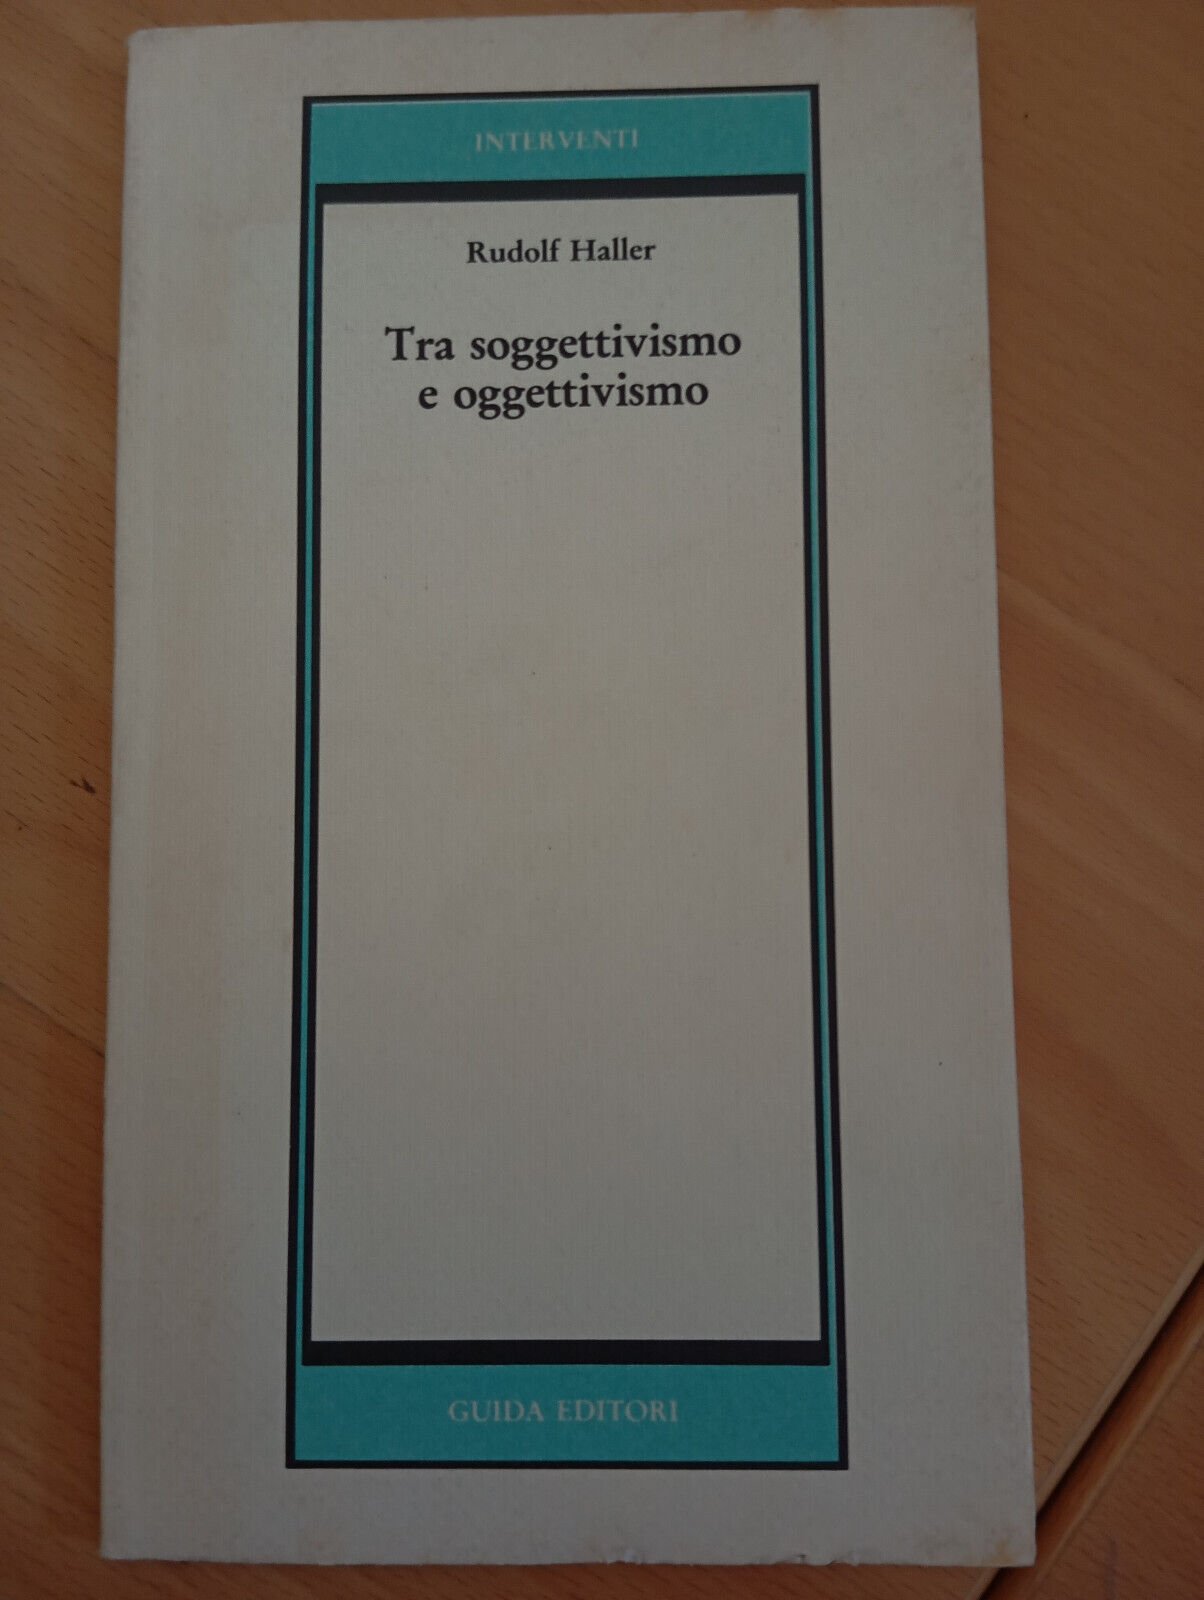 INTERVENTI
Rudolf Haller
Tra soggettivismo
e oggettivismo
GUIDA EDITORI